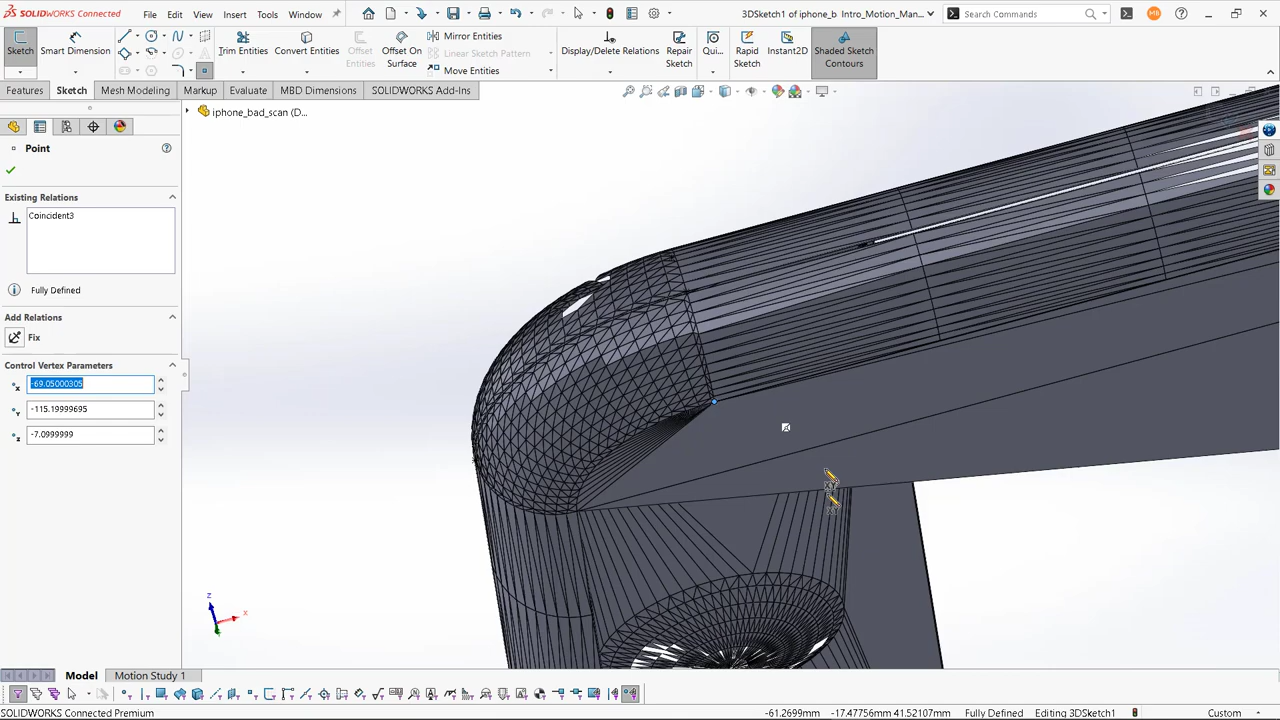 SOLIDWORKS Connected
File
Edit
View
Insert
Tools
Window
3DSketch1 of iphone_b
Intro_Motion_Man...
Search Commands
MB
Sketch
Smart Dimension
Trim Entities
Convert Entities
Offset Entities
Offset On Surface
Mirror Entities
Linear Sketch Pattern
Move Entities
Display/Delete Relations
Repair Sketch
Qui...
Rapid Sketch
Instant2D
Shaded Sketch Contours
Features
Sketch
Mesh Modeling
Markup
Evaluate
MBD Dimensions
SOLIDWORKS Add-Ins
iphone_bad_scan (D...
Point
Existing Relations
Coincident3
Fully Defined
Add Relations
Fix
Control Vertex Parameters
-69.05000305
-115.19999695
-7.0999999
XY
z
x
Model
Motion Study 1
SOLIDWORKS Connected Premium
-61.2699mm
-17.47756mm 41.52107mm
Fully Defined
Editing 3DSketch1
Custom